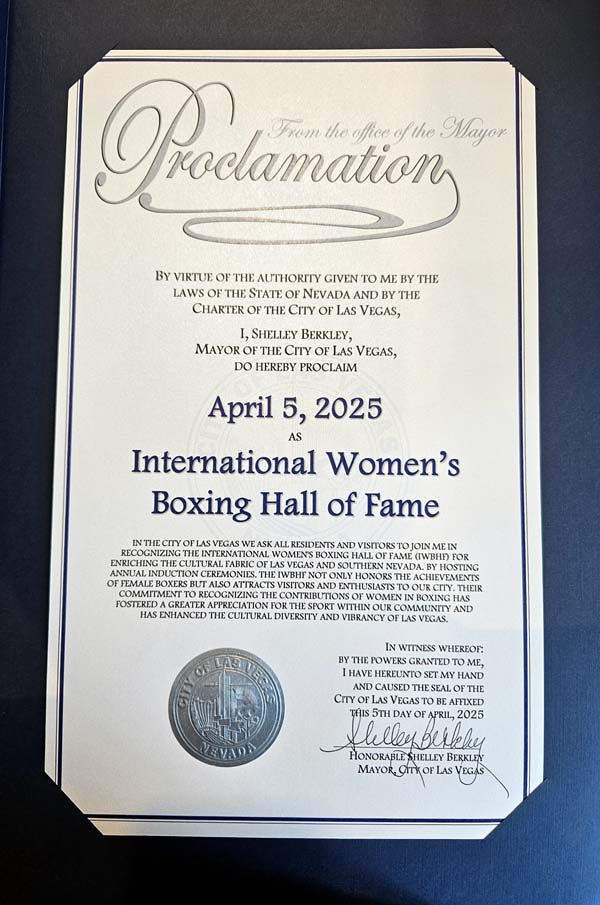 From the office of the Mayor
Proclamation
BY VIRTUE OF THE AUTHORITY GIVEN TO ME BY THE
LAWS OF THE STATE OF NEVADA AND BY THE
CHARTER OF THE CITY OF LAS VEGAS,
I, SHELLEY BERKLEY,
MAYOR OF THE CITY OF LAS VEGAS,
DO HEREBY PROCLAIM
April 5, 2025
AS
International Women's
Boxing Hall of Fame
IN THE CITY OF LAS VEGAS WE ASK ALL RESIDENTS AND VISITORS TO JOIN ME IN
RECOGNIZING THE INTERNATIONAL WOMEN'S BOXING HALL OF FAME (IWBHF) FOR
ENRICHING THE CULTURAL FABRIC OF LAS VEGAS AND SOUTHERN NEVADA. BY HOSTING
ANNUAL INDUCTION CEREMONIES. THE IWBHF NOT ONLY HONORS THE ACHIEVEMENTS
OF FEMALE BOXERS BUT ALSO ATTRACTS VISITORS AND ENTHUSIASTS TO OUR CITY. THEIR
COMMITMENT TO RECOGNIZING THE CONTRIBUTIONS OF WOMEN IN BOXING HAS
FOSTERED A GREATER APPRECIATION FOR THE SPORT WITHIN OUR COMMUNITY AND
HAS ENHANCED THE CULTURAL DIVERSITY AND VIBRANCY OF LAS VEGAS.
IN WITNESS WHEREOF:
BY THE POWERS GRANTED TO ME,
I HAVE HEREUNTO SET MY HAND
AND CAUSED THE SEAL OF THE
CITY OF LAS VEGAS TO BE AFFIXED
THIS 5TH DAY OF APRIL, 2025
Shelley Berkley
HONORABLE SHELLEY BERKLEY
MAYOR, CITY OF LAS VEGAS
CITY OF LAS VEGAS
NEVADA